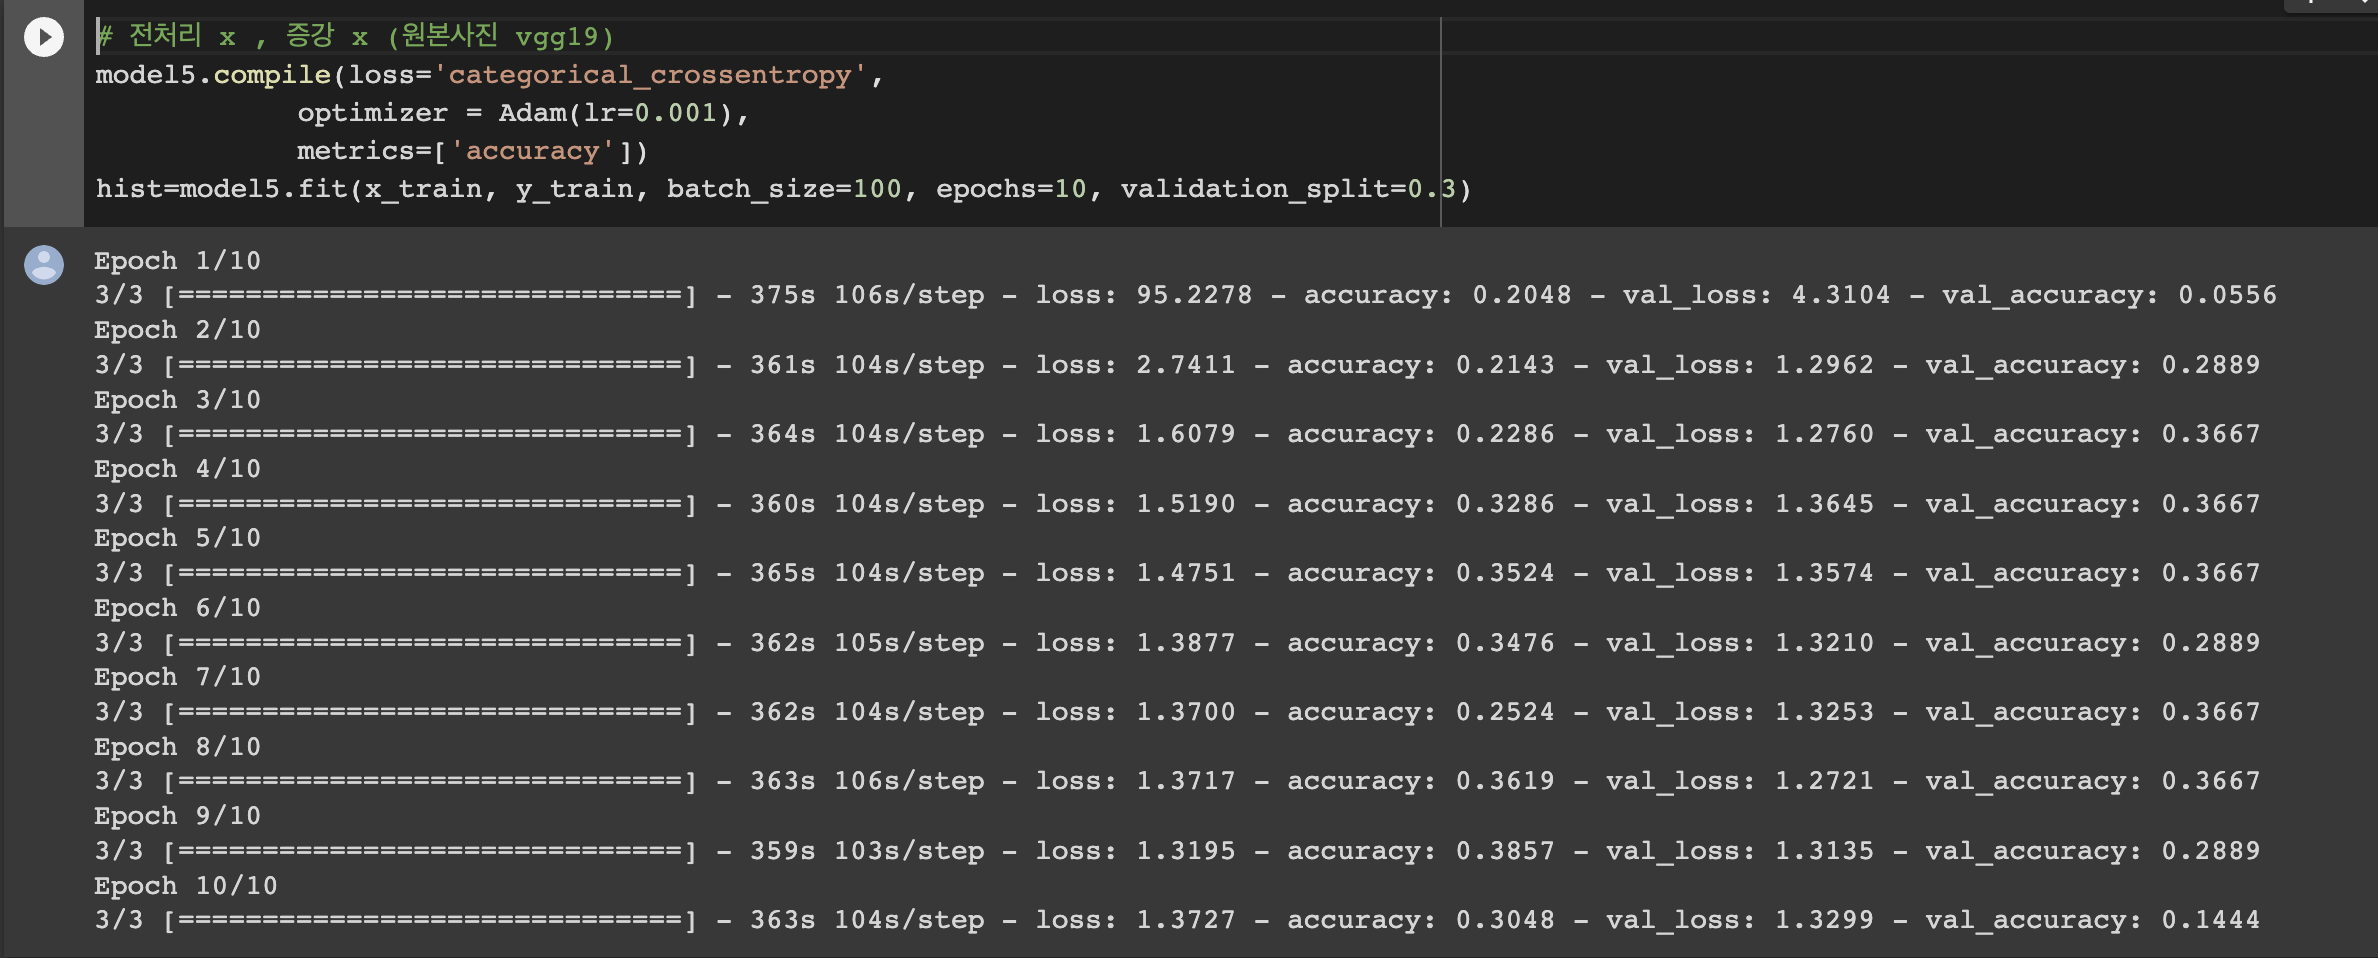 # 전처리 x , 증강 x (원본사진 vgg19)
model5.compile(loss='categorical_crossentropy',
optimizer = Adam(lr=0.001),
metrics=['accuracy'])
hist=model5.fit(x_train, y_train, batch_size=100, epochs=10, validation_split=0.3)
Epoch 1/10
3/3 [==============================] - 375s 106s/step - loss: 95.2278 - accuracy: 0.2048 - val_loss: 4.3104 - val_accuracy: 0.0556
Epoch 2/10
3/3 [==============================] - 361s 104s/step - loss: 2.7411 - accuracy: 0.2143 - val_loss: 1.2962 - val_accuracy: 0.2889
Epoch 3/10
3/3 [==============================] - 364s 104s/step - loss: 1.6079 - accuracy: 0.2286 - val_loss: 1.2760 - val_accuracy: 0.3667
Epoch 4/10
3/3 [==============================] - 360s 104s/step - loss: 1.5190 - accuracy: 0.3286 - val_loss: 1.3645 - val_accuracy: 0.3667
Epoch 5/10
3/3 [==============================] - 365s 104s/step - loss: 1.4751 - accuracy: 0.3524 - val_loss: 1.3574 - val_accuracy: 0.3667
Epoch 6/10
3/3 [==============================] - 362s 105s/step - loss: 1.3877 - accuracy: 0.3476 - val_loss: 1.3210 - val_accuracy: 0.2889
Epoch 7/10
3/3 [==============================] - 362s 104s/step - loss: 1.3700 - accuracy: 0.2524 - val_loss: 1.3253 - val_accuracy: 0.3667
Epoch 8/10
3/3 [==============================] - 363s 106s/step - loss: 1.3717 - accuracy: 0.3619 - val_loss: 1.2721 - val_accuracy: 0.3667
Epoch 9/10
3/3 [==============================] - 359s 103s/step - loss: 1.3195 - accuracy: 0.3857 - val_loss: 1.3135 - val_accuracy: 0.2889
Epoch 10/10
3/3 [==============================] - 363s 104s/step - loss: 1.3727 - accuracy: 0.3048 - val_loss: 1.3299 - val_accuracy: 0.1444